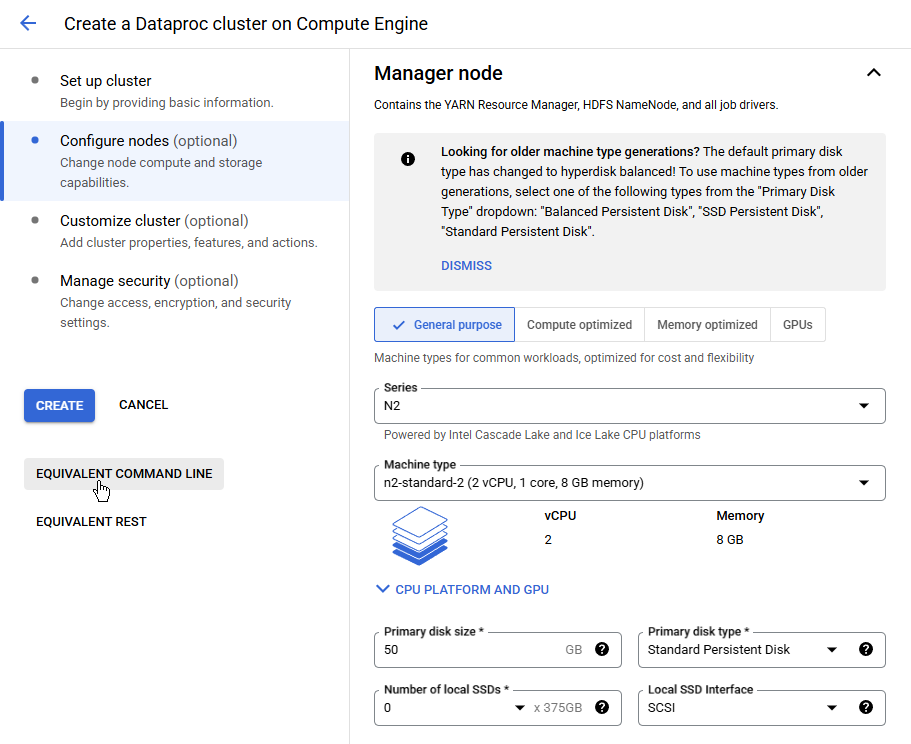 Create a Dataproc cluster on Compute Engine
Set up cluster
Begin by providing basic information.
Configure nodes (optional)
Change node compute and storage
capabilities.
Customize cluster (optional)
Add cluster properties, features, and actions.
Manage security (optional)
Change access, encryption, and security
settings.
CREATE
CANCEL
EQUIVALENT COMMAND LINE
EQUIVALENT REST
Manager node
Contains the YARN Resource Manager, HDFS NameNode, and all job drivers.
Looking for older machine type generations? The default primary disk
type has changed to hyperdisk balanced! To use machine types from older
generations, select one of the following types from the "Primary Disk
Type" dropdown: "Balanced Persistent Disk", "SSD Persistent Disk",
"Standard Persistent Disk".
DISMISS
General purpose
Compute optimized
Memory optimized
GPUs
Machine types for common workloads, optimized for cost and flexibility
Series
N2
Powered by Intel Cascade Lake and Ice Lake CPU platforms
Machine type
n2-standard-2 (2 vCPU, 1 core, 8 GB memory)
vCPU
2
Memory
8 GB
CPU PLATFORM AND GPU
Primary disk size *
50 GB
Primary disk type *
Standard Persistent Disk
Number of local SSDs *
0 x 375GB
Local SSD Interface
SCSI